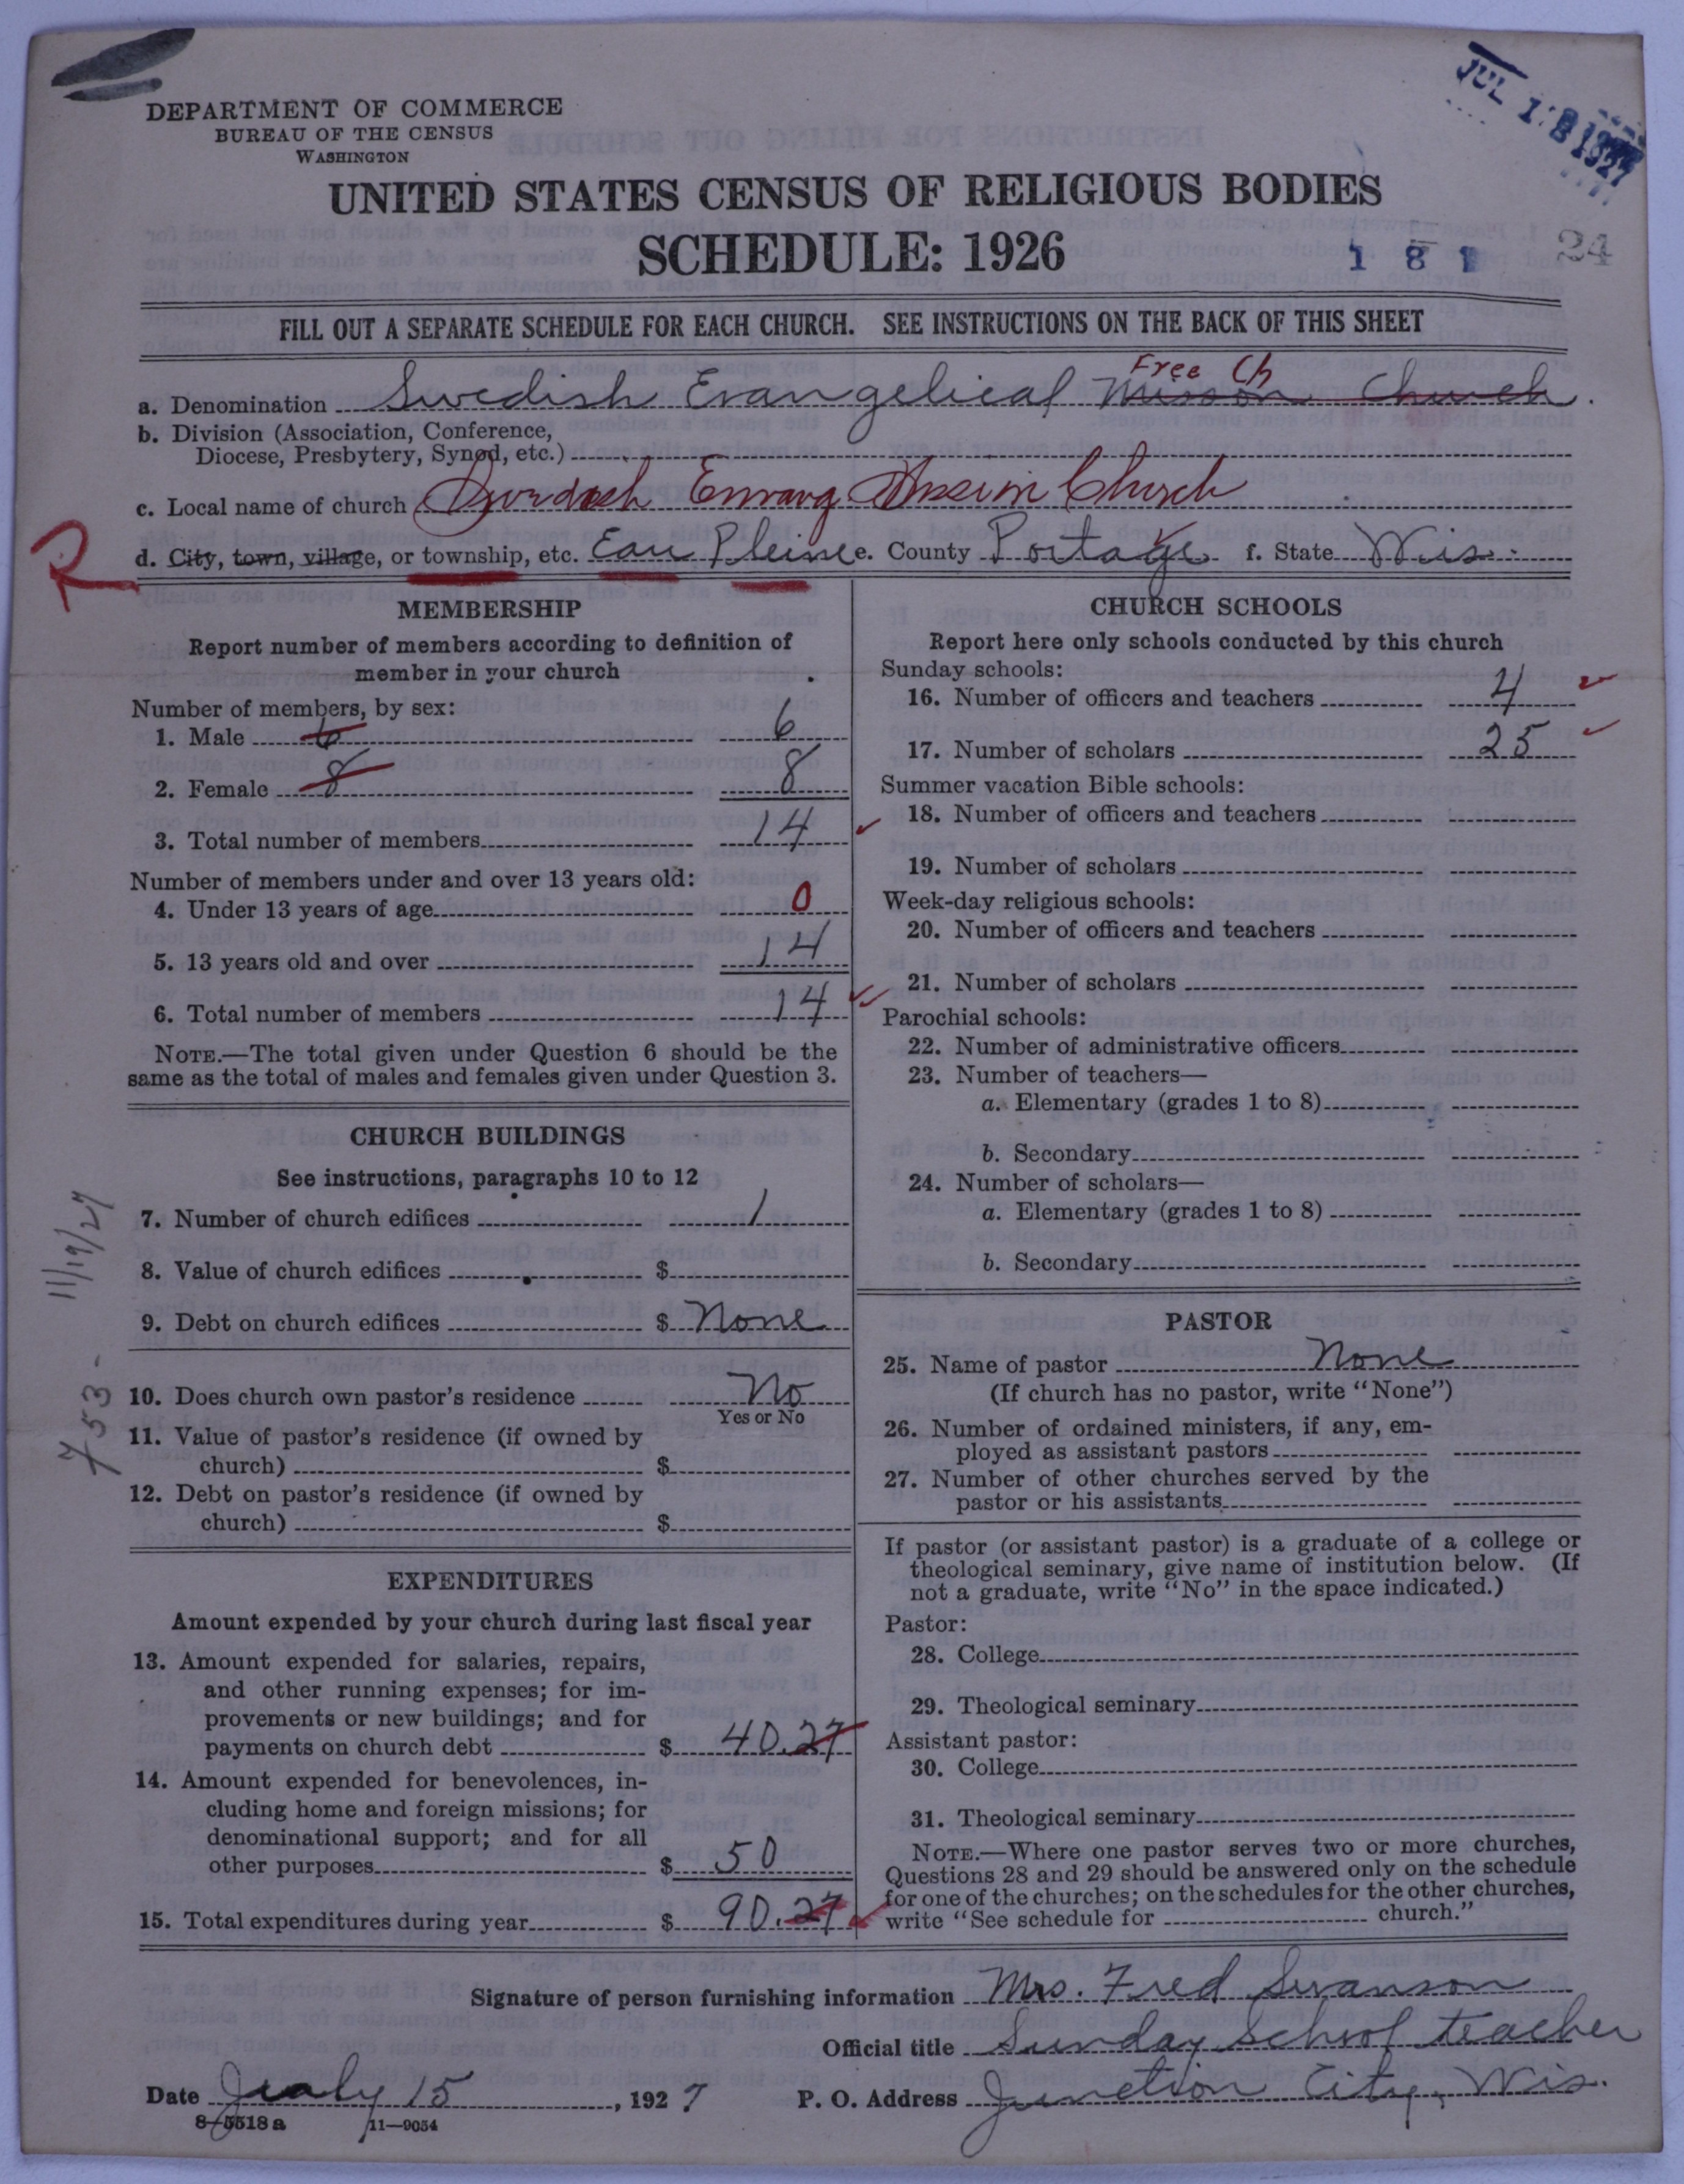 JUL 18 1927
DEPARTMENT OF COMMERCE
BUREAU OF THE CENSUS
WASHINGTON
UNITED STATES CENSUS OF RELIGIOUS BODIES
SCHEDULE: 1926
1 8 1 24
FILL OUT A SEPARATE SCHEDULE FOR EACH CHURCH. SEE INSTRUCTIONS ON THE BACK OF THIS SHEET
Free Ch
a. Denomination Swedish Evangelical Misson Church.
b. Division (Association, Conference,
Diocese, Presbytery, Synod, etc.)
c. Local name of church Church
R
d. City, town, village, or township, etc. Eau Pleine e. County Portage f. State Wis.
MEMBERSHIP
Report number of members according to definition of
member in your church
Number of members, by sex:
1. Male 6 6
2. Female 8 8
3. Total number of members 14
Number of members under and over 13 years old:
4. Under 13 years of age 0
5. 13 years old and over 14
6. Total number of members 14
NOTE.—The total given under Question 6 should be the
same as the total of males and females given under Question 3.
CHURCH BUILDINGS
See instructions, paragraphs 10 to 12
7. Number of church edifices 1
8. Value of church edifices $
9. Debt on church edifices $ None
10. Does church own pastor's residence No
Yes or No
11. Value of pastor's residence (if owned by
church) $
12. Debt on pastor's residence (if owned by
church) $
753- 11/19/27
EXPENDITURES
Amount expended by your church during last fiscal year
13. Amount expended for salaries, repairs,
and other running expenses; for im-
provements or new buildings; and for
payments on church debt $ 40.27
14. Amount expended for benevolences, in-
cluding home and foreign missions; for
denominational support; and for all
other purposes $ 50
15. Total expenditures during year $ 90.27
CHURCH SCHOOLS
Report here only schools conducted by this church
Sunday schools:
16. Number of officers and teachers 4
17. Number of scholars 25
Summer vacation Bible schools:
18. Number of officers and teachers
19. Number of scholars
Week-day religious schools:
20. Number of officers and teachers
21. Number of scholars
Parochial schools:
22. Number of administrative officers
23. Number of teachers—
a. Elementary (grades 1 to 8)
b. Secondary
24. Number of scholars—
a. Elementary (grades 1 to 8)
b. Secondary
PASTOR
25. Name of pastor None
(If church has no pastor, write "None")
26. Number of ordained ministers, if any, em-
ployed as assistant pastors
27. Number of other churches served by the
pastor or his assistants
If pastor (or assistant pastor) is a graduate of a college or
theological seminary, give name of institution below. (If
not a graduate, write "No" in the space indicated.)
Pastor:
28. College
29. Theological seminary
Assistant pastor:
30. College
31. Theological seminary
NOTE.—Where one pastor serves two or more churches,
Questions 28 and 29 should be answered only on the schedule
for one of the churches; on the schedules for the other churches,
write "See schedule for church."
Signature of person furnishing information Mrs. Fred Swanson
Official title Sunday School teacher
Date July 15, 1927 P. O. Address Junction City, Wis.
8-5518a 11—9054